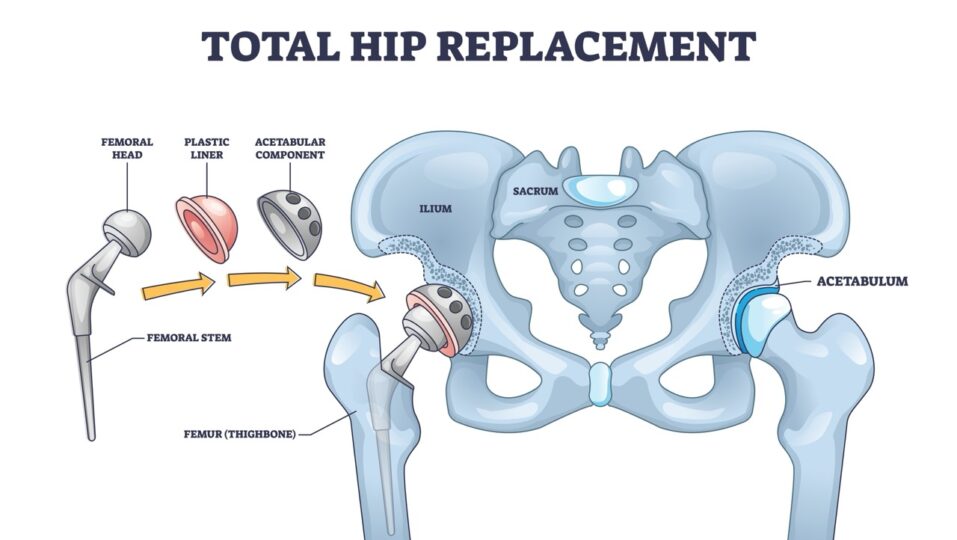 TOTAL HIP REPLACEMENT
FEMORAL
HEAD
PLASTIC
LINER
ACETABULAR
COMPONENT
SACRUM
ILIUM
ACETABULUM
FEMORAL STEM
FEMUR (THIGHBONE)